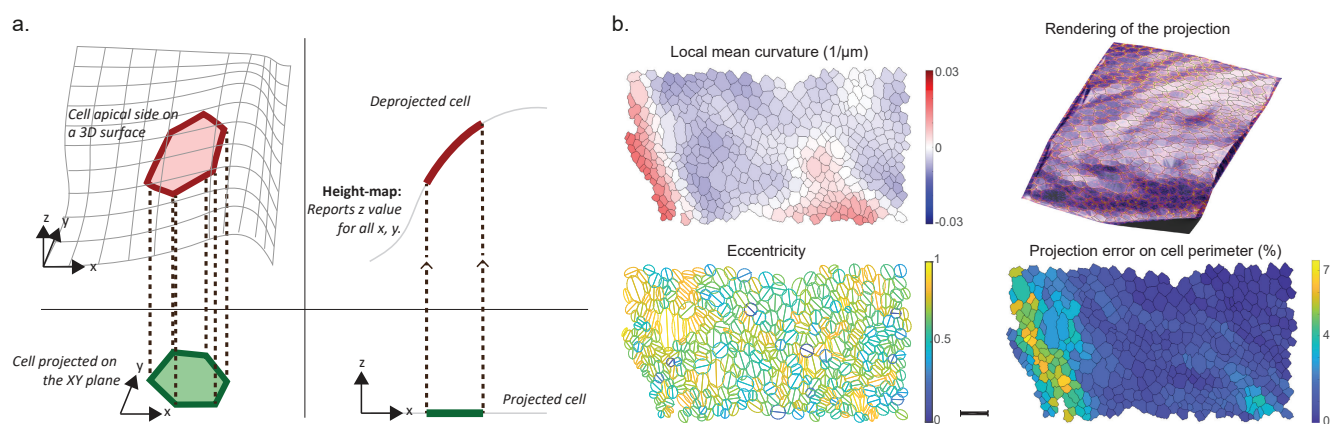 a.
Cell apical side on
a 3D surface
z
y
x
Cell projected on
the XY plane
y
x
Deprojected cell
Height-map:
Reports z value
for all x, y.
z
x
Projected cell
b.
Local mean curvature (1/µm)
0.03
0
-0.03
Rendering of the projection
Eccentricity
1
0.5
0
Projection error on cell perimeter (%)
7
4
0